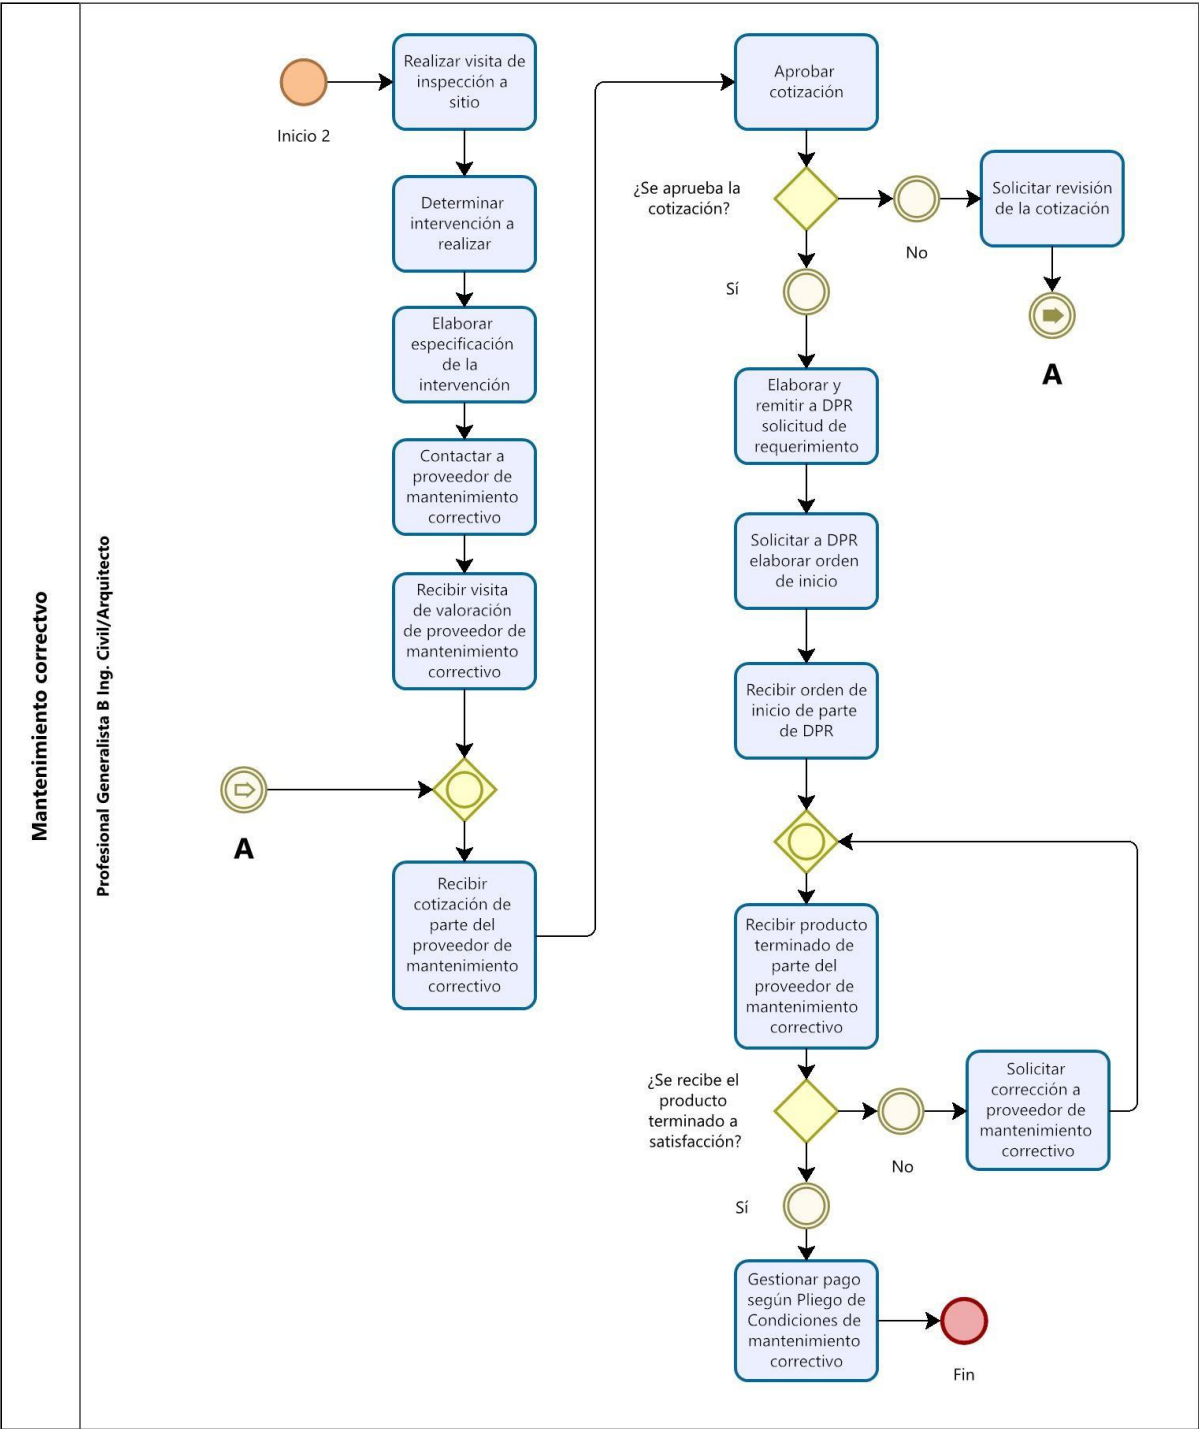 Mantenimiento correctvo
Profesional Generalista B Ing. Civil/Arquitecto
Inicio 2
Realizar visita de
inspección a
sitio
Determinar
intervención a
realizar
Elaborar
especificación
de la
intervención
Contactar a
proveedor de
mantenimiento
correctivo
Recibir visita
de valoración
de proveedor de
mantenimiento
correctivo
A
Recibir
cotización de
parte del
proveedor de
mantenimiento
correctivo
Aprobar
cotización
¿Se aprueba la
cotización?
No
Solicitar revisión
de la cotización
A
Sí
Elaborar y
remitir a DPR
solicitud de
requerimiento
Solicitar a DPR
elaborar orden
de inicio
Recibir orden de
inicio de parte
de DPR
Recibir producto
terminado de
parte del
proveedor de
mantenimiento
correctivo
¿Se recibe el
producto
terminado a
satisfacción?
No
Solicitar
corrección a
proveedor de
mantenimiento
correctivo
Sí
Gestionar pago
según Pliego de
Condiciones de
mantenimiento
correctivo
Fin